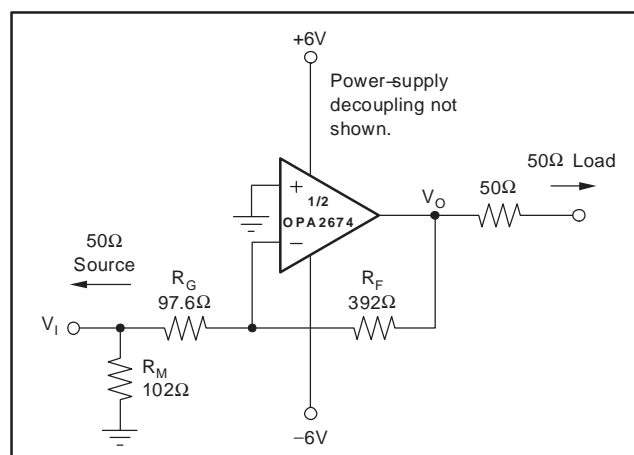 +6V
Power-supply
decoupling not
shown.
50Ω Load
50Ω
V_O
+
1/2
OPA2674
−
50Ω
Source
R_G
97.6Ω
R_F
392Ω
V_I
R_M
102Ω
−6V